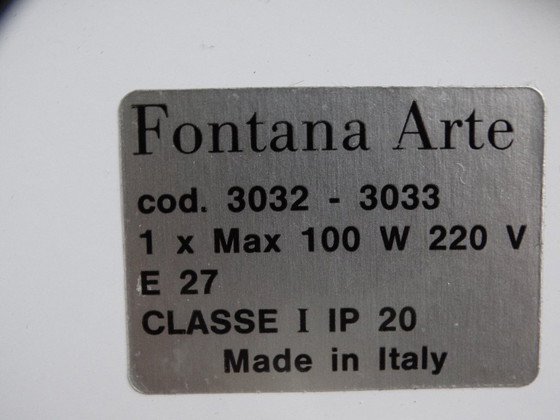 Fontana Arte
cod. 3032 - 3033
1 x Max 100 W 220 V
E 27
CLASSE I IP 20
Made in Italy